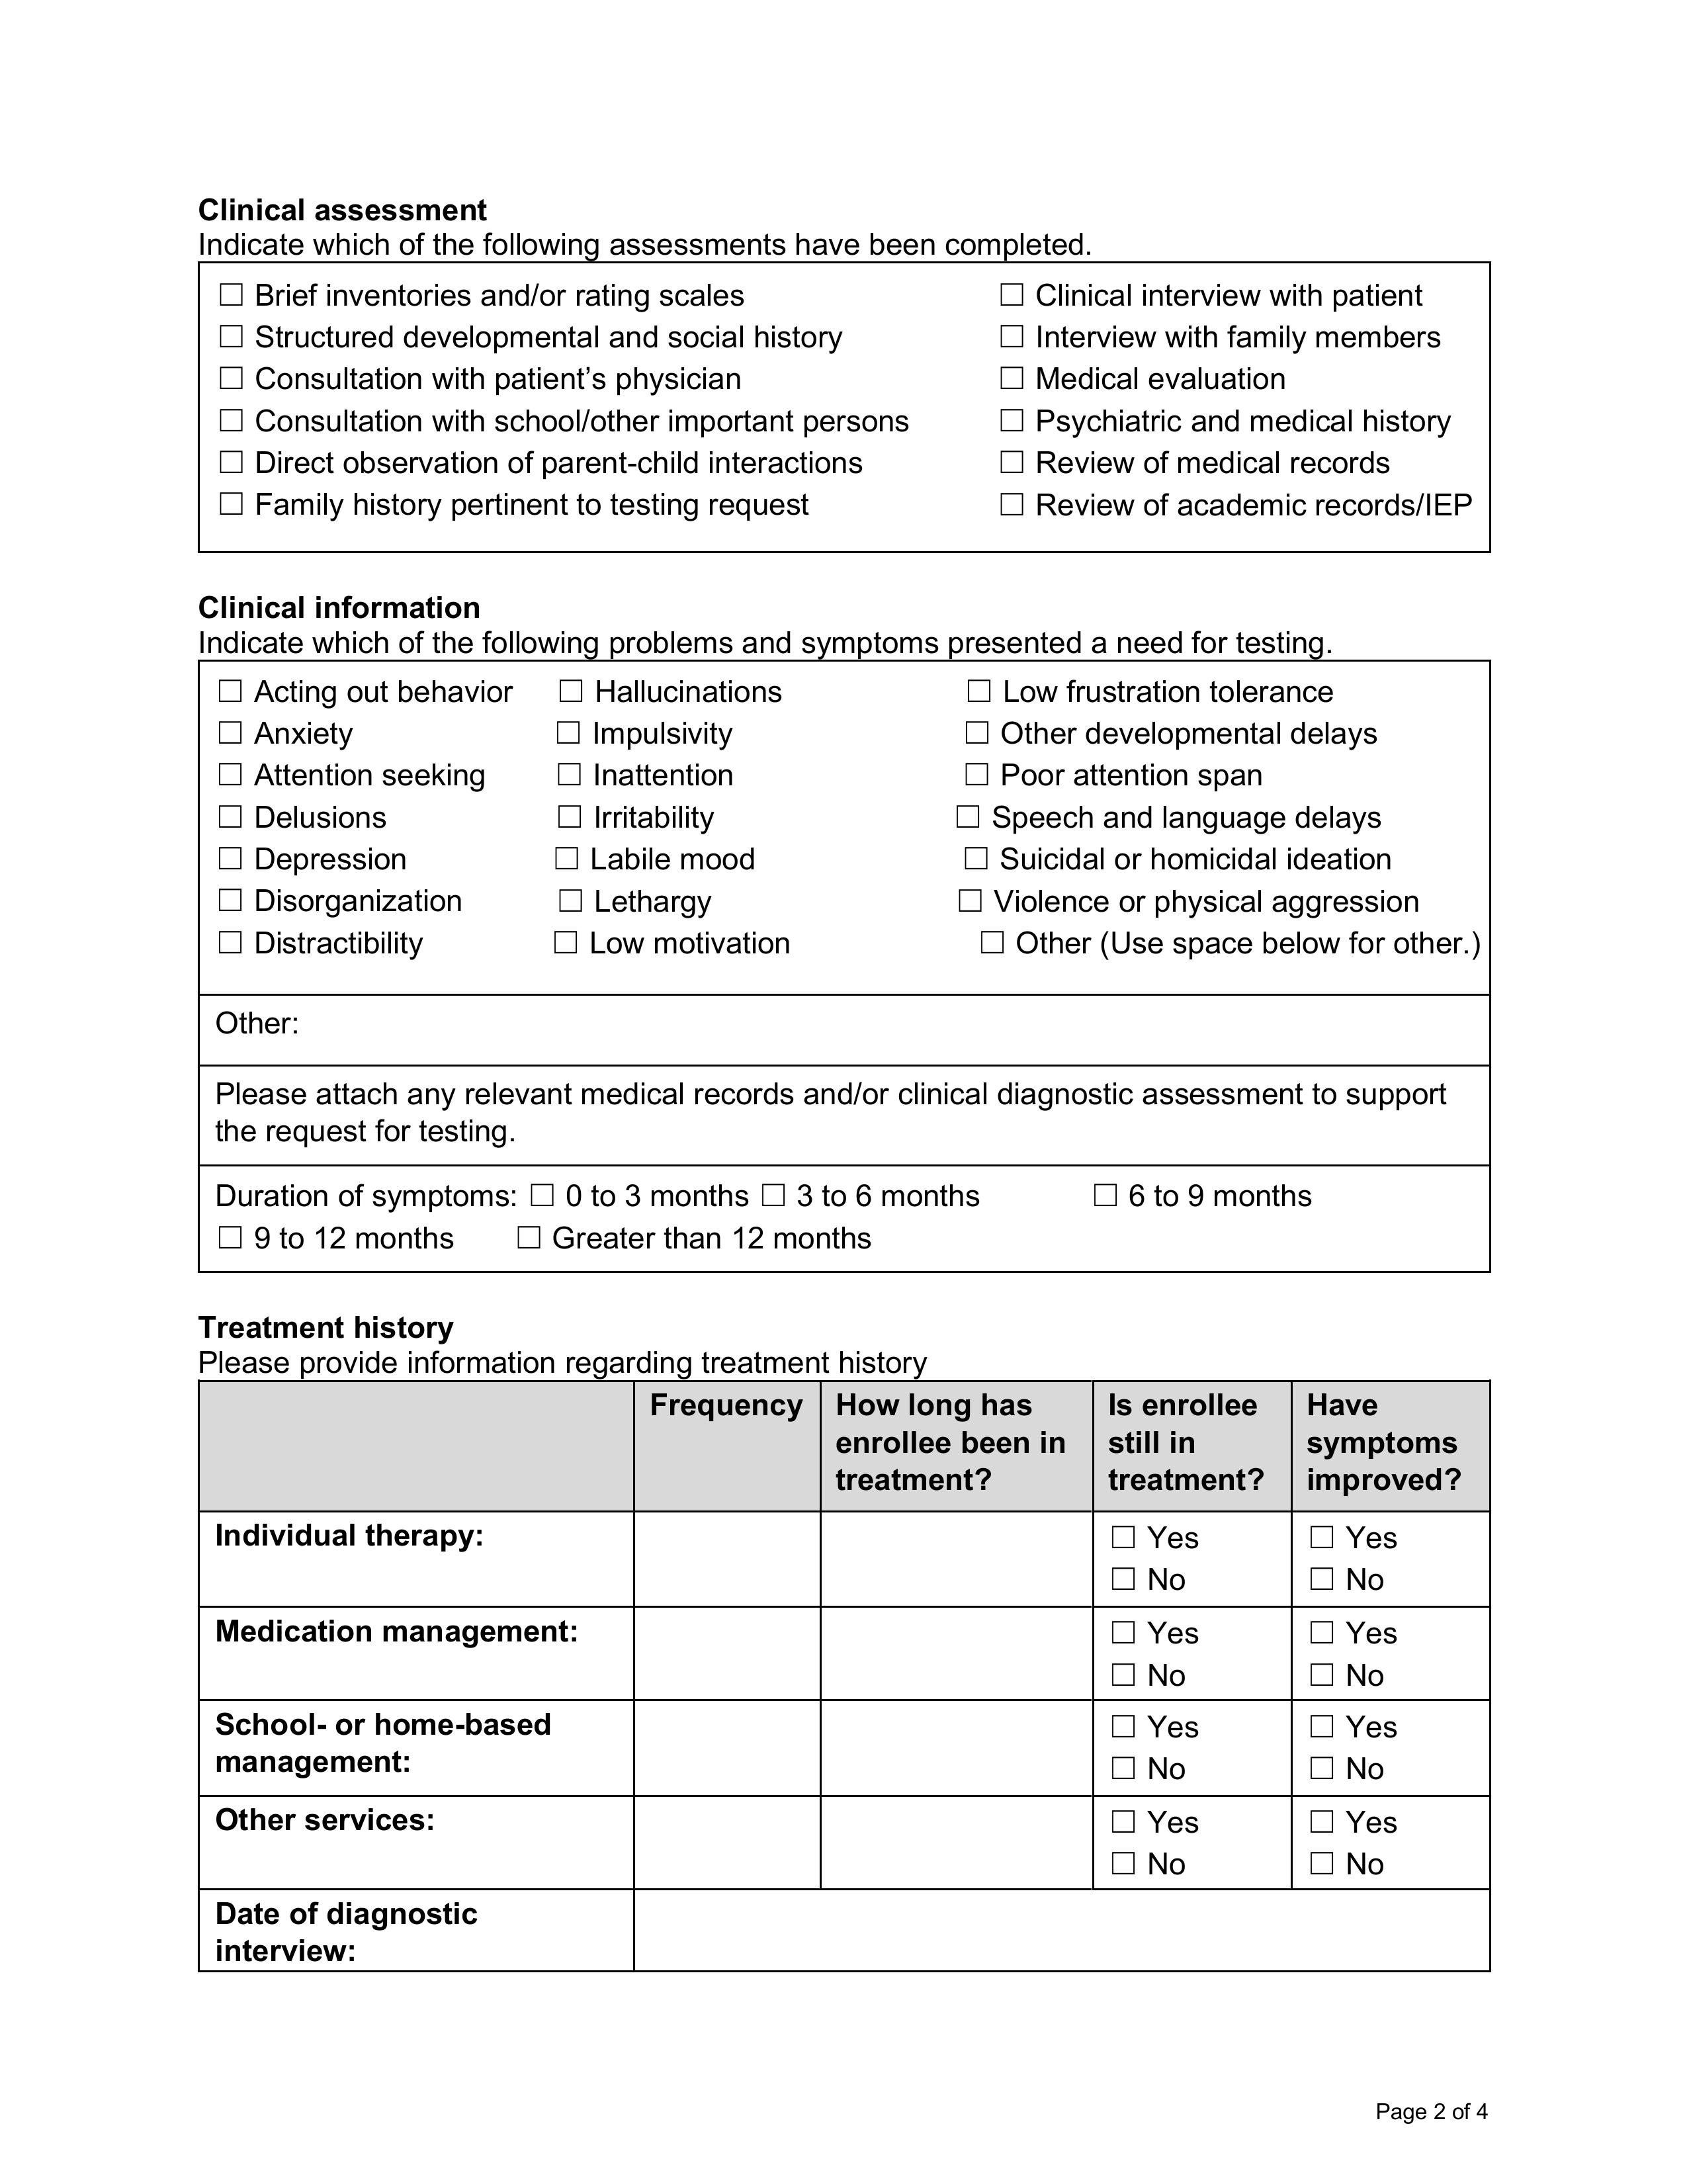 Clinical assessment
Indicate which of the following assessments have been completed.
☐ Brief inventories and/or rating scales ☐ Clinical interview with patient
☐ Structured developmental and social history ☐ Interview with family members
☐ Consultation with patient’s physician ☐ Medical evaluation
☐ Consultation with school/other important persons ☐ Psychiatric and medical history
☐ Direct observation of parent-child interactions ☐ Review of medical records
☐ Family history pertinent to testing request ☐ Review of academic records/IEP
Clinical information
Indicate which of the following problems and symptoms presented a need for testing.
☐ Acting out behavior ☐ Hallucinations ☐ Low frustration tolerance
☐ Anxiety ☐ Impulsivity ☐ Other developmental delays
☐ Attention seeking ☐ Inattention ☐ Poor attention span
☐ Delusions ☐ Irritability ☐ Speech and language delays
☐ Depression ☐ Labile mood ☐ Suicidal or homicidal ideation
☐ Disorganization ☐ Lethargy ☐ Violence or physical aggression
☐ Distractibility ☐ Low motivation ☐ Other (Use space below for other.)
Other:
Please attach any relevant medical records and/or clinical diagnostic assessment to support
the request for testing.
Duration of symptoms: ☐ 0 to 3 months ☐ 3 to 6 months ☐ 6 to 9 months
☐ 9 to 12 months ☐ Greater than 12 months
Treatment history
Please provide information regarding treatment history
Frequency
How long has
enrollee been in
treatment?
Is enrollee
still in
treatment?
Have
symptoms
improved?
Individual therapy:
☐ Yes
☐ No
☐ Yes
☐ No
Medication management:
☐ Yes
☐ No
☐ Yes
☐ No
School- or home-based
management:
☐ Yes
☐ No
☐ Yes
☐ No
Other services:
☐ Yes
☐ No
☐ Yes
☐ No
Date of diagnostic
interview:
Page 2 of 4